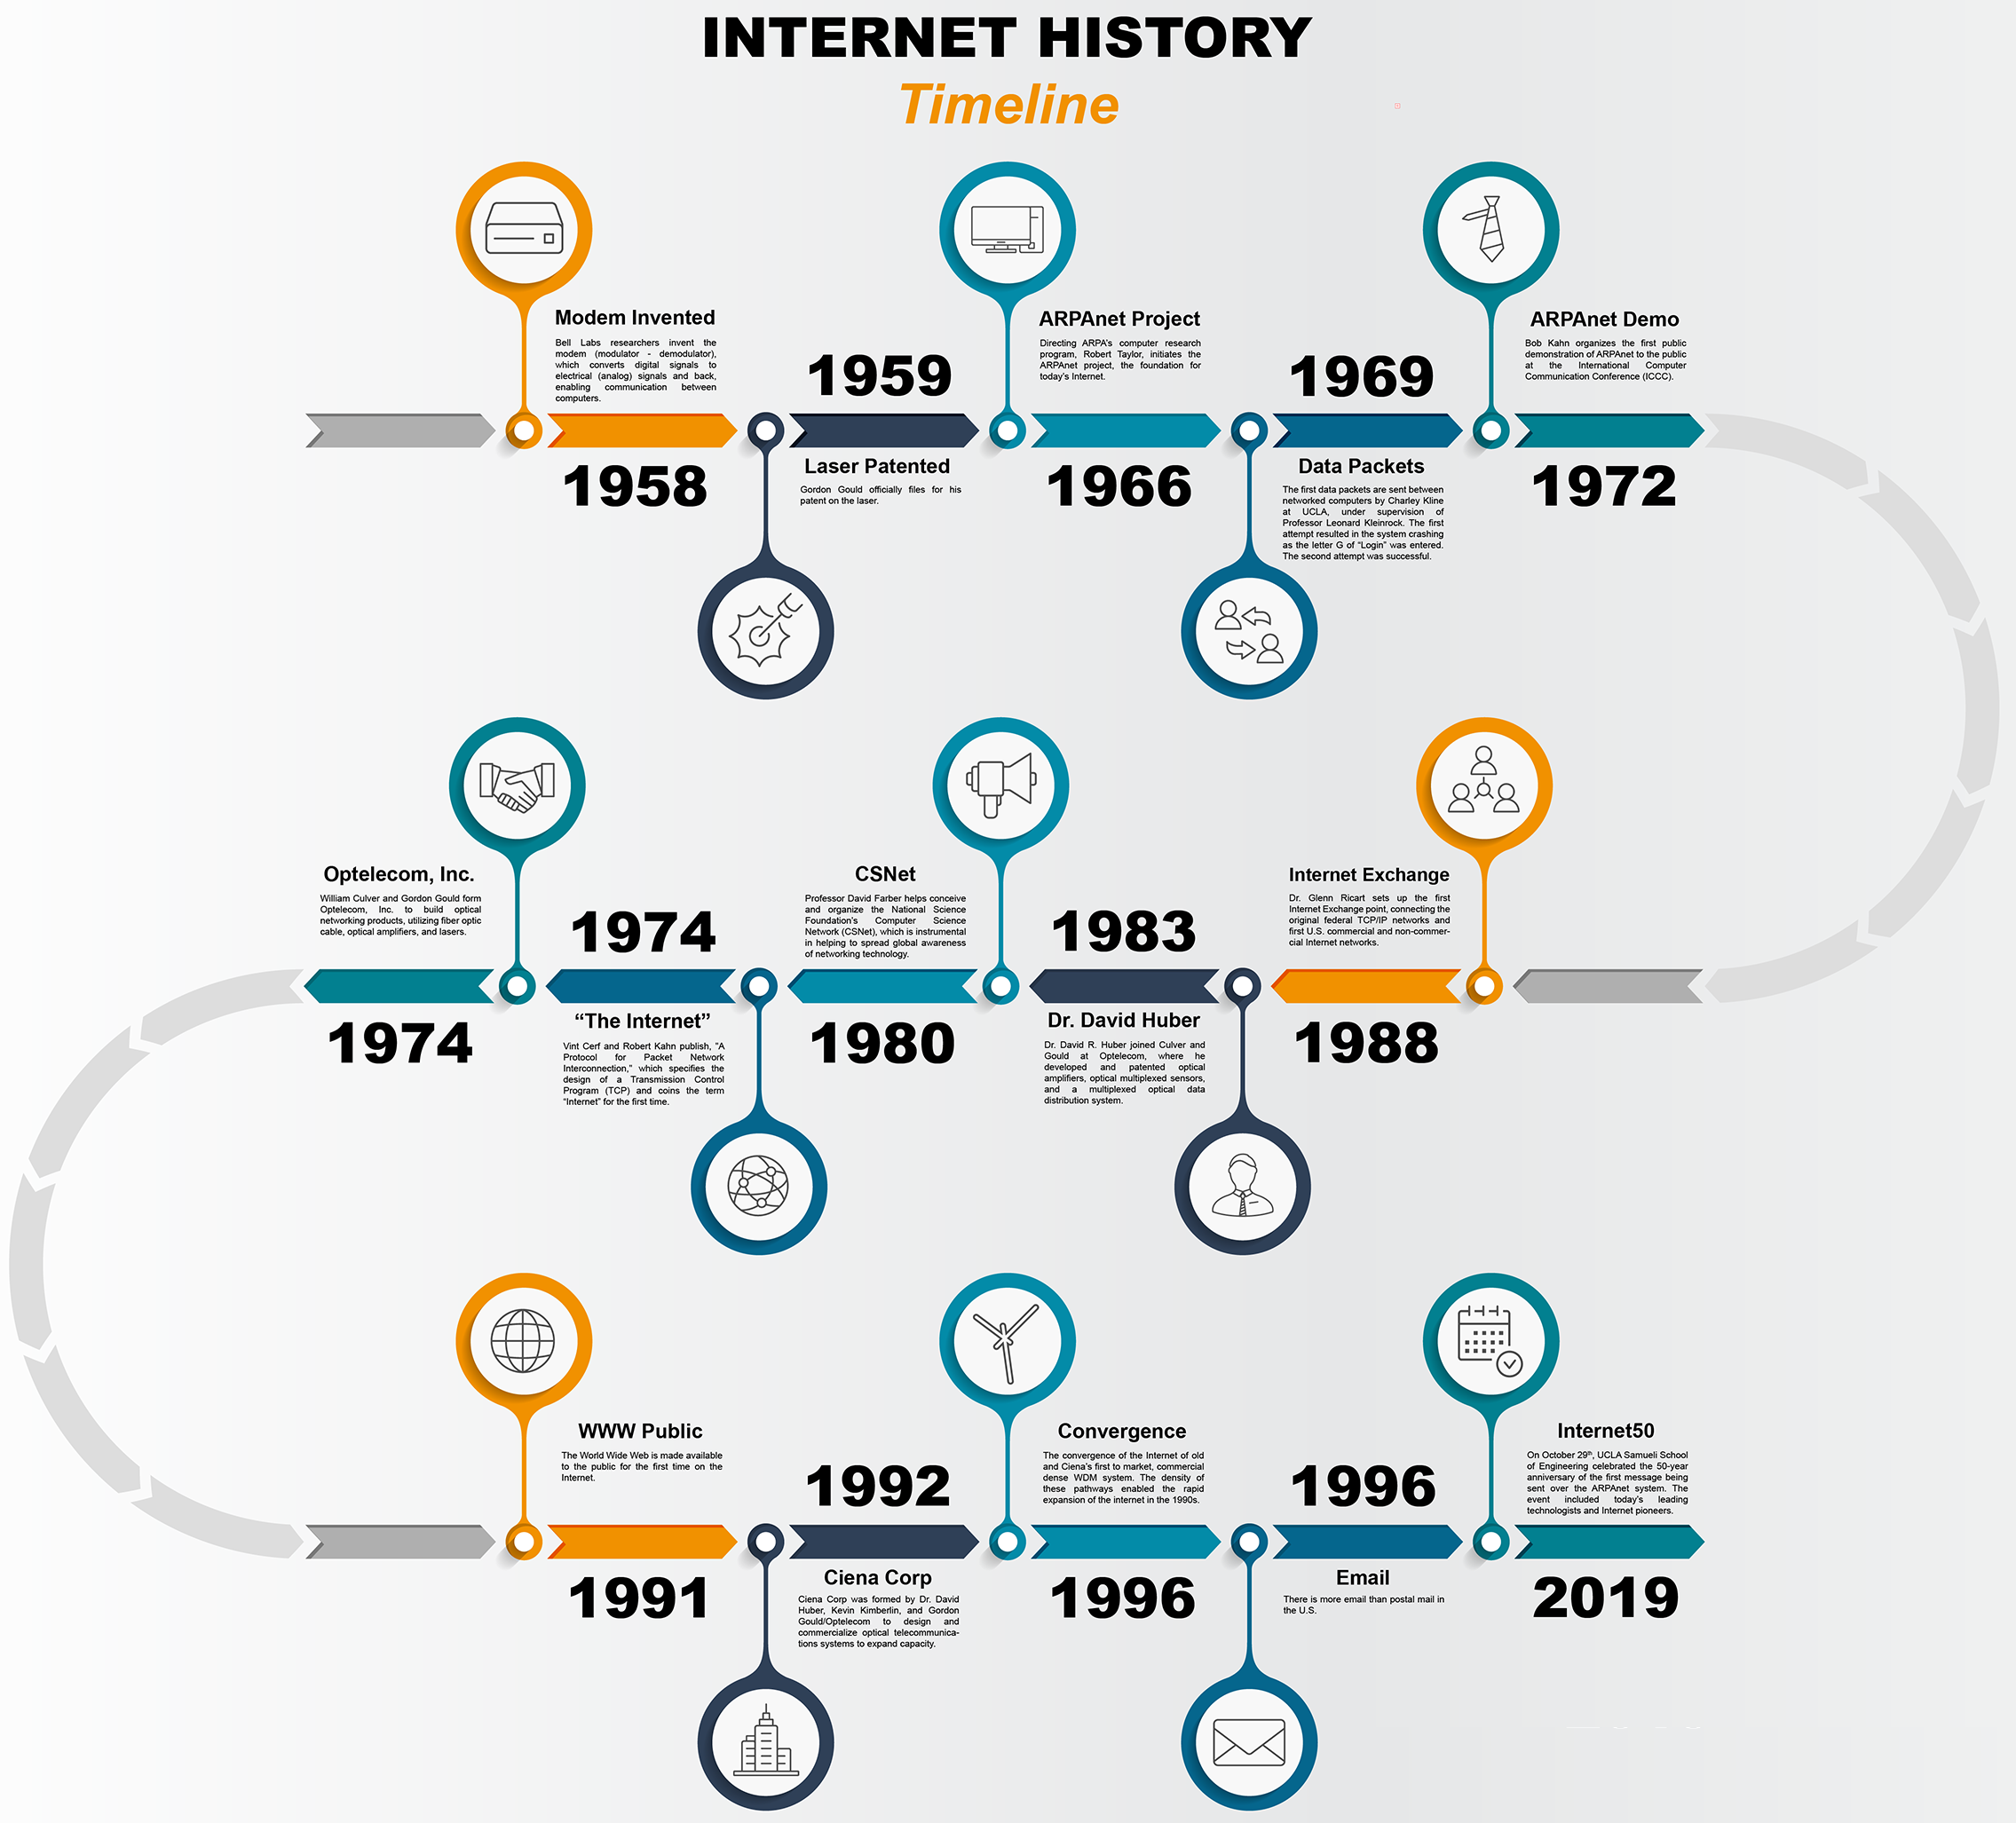 INTERNET HISTORY
Timeline
Modem Invented
Bell Labs researchers invent the
modem (modulator - demodulator),
which converts digital signals to
electrical (analog) signals and back,
enabling communication between
computers.
1958
1959
Laser Patented
Gordon Gould officially files for his
patent on the laser.
ARPAnet Project
Directing ARPA's computer research
program, Robert Taylor, initiates the
ARPAnet project, the foundation for
today's Internet.
1966
1969
Data Packets
The first data packets are sent between
networked computers by Charley Kline
at UCLA, under supervision of
Professor Leonard Kleinrock. The first
attempt resulted in the system crashing
as the letter G of “Login” was entered.
The second attempt was successful.
ARPAnet Demo
Bob Kahn organizes the first public
demonstration of ARPAnet to the public
at the International Computer
Communication Conference (ICCC).
1972
Optelecom, Inc.
William Culver and Gordon Gould form
Optelecom, Inc. to build optical
networking products, utilizing fiber optic
cable, optical amplifiers, and lasers.
1974
1974
“The Internet”
Vint Cerf and Robert Kahn publish, "A
Protocol for Packet Network
Interconnection," which specifies the
design of a Transmission Control
Program (TCP) and coins the term
“Internet” for the first time.
CSNet
Professor David Farber helps conceive
and organize the National Science
Foundation's Computer Science
Network (CSNet), which is instrumental
in helping to spread global awareness
of networking technology.
1980
1983
Dr. David Huber
Dr. David R. Huber joined Culver and
Gould at Optelecom, where he
developed and patented optical
amplifiers, optical multiplexed sensors,
and a multiplexed optical data
distribution system.
Internet Exchange
Dr. Glenn Ricart sets up the first
Internet Exchange point, connecting the
original federal TCP/IP networks and
first U.S. commercial and non-commer-
cial Internet networks.
1988
WWW Public
The World Wide Web is made available
to the public for the first time on the
Internet.
1991
1992
Ciena Corp
Ciena Corp was formed by Dr. David
Huber, Kevin Kimberlin, and Gordon
Gould/Optelecom to design and
commercialize optical telecommunica-
tions systems to expand capacity.
Convergence
The convergence of the Internet of old
and Ciena's first to market, commercial
dense WDM system. The density of
these pathways enabled the rapid
expansion of the internet in the 1990s.
1996
1996
Email
There is more email than postal mail in
the U.S.
Internet50
On October 29th, UCLA Samueli School
of Engineering celebrated the 50-year
anniversary of the first message being
sent over the ARPAnet system. The
event included today's leading
technologists and Internet pioneers.
2019